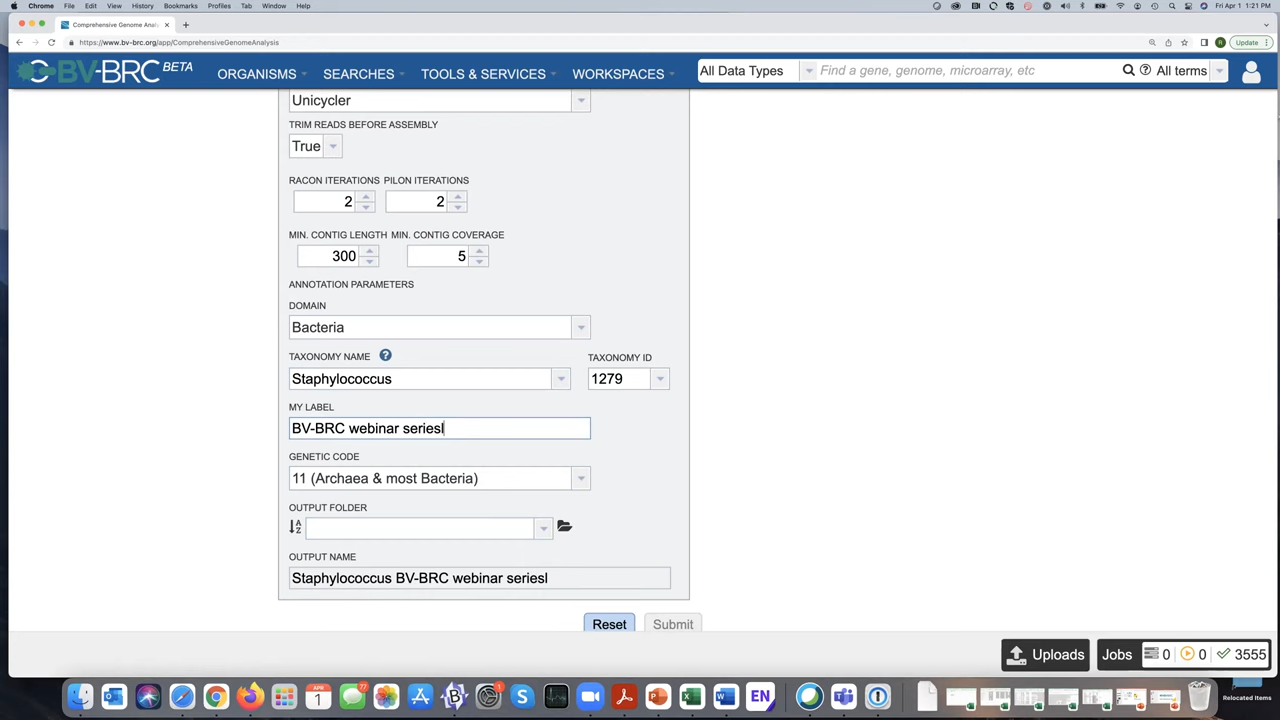 Chrome File Edit View History Bookmarks Profiles Tab Window Help Fri Apr 1 1:21 PM
Comprehensive Genome Anal
https://www.bv-brc.org/app/ComprehensiveGenomeAnalysis R Update
BV-BRC BETA ORGANISMS SEARCHES TOOLS & SERVICES WORKSPACES All Data Types Find a gene, genome, microarray, etc All terms
Unicycler
TRIM READS BEFORE ASSEMBLY
True
RACON ITERATIONS PILON ITERATIONS
2 2
MIN. CONTIG LENGTH MIN. CONTIG COVERAGE
300 5
ANNOTATION PARAMETERS
DOMAIN
Bacteria
TAXONOMY NAME TAXONOMY ID
Staphylococcus 1279
MY LABEL
BV-BRC webinar seriesl
GENETIC CODE
11 (Archaea & most Bacteria)
OUTPUT FOLDER
OUTPUT NAME
Staphylococcus BV-BRC webinar seriesl
Reset Submit
Uploads Jobs 0 0 3555
EN
Relocated Items